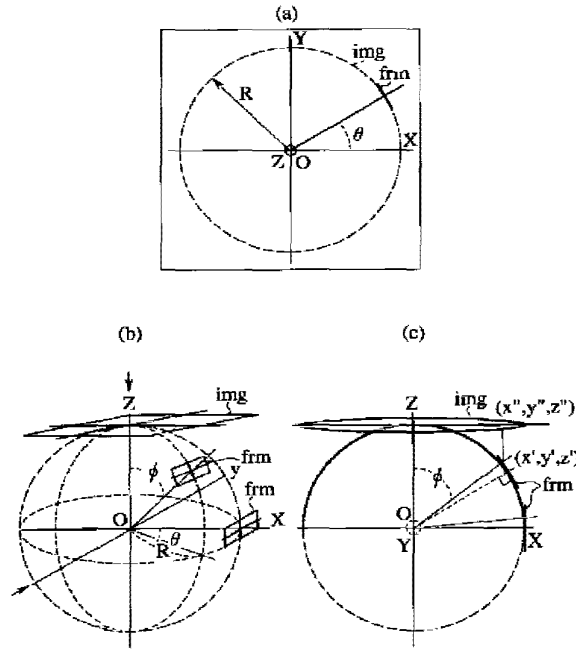 (a)
Y
img
frm
R
θ
X
Z
O
(b)
Z
img
ϕ
frm
y
frm
O
X
θ
R
(c)
Z
img
(x",y",z")
(x',y',z')
ϕ
frm
O
Y
X